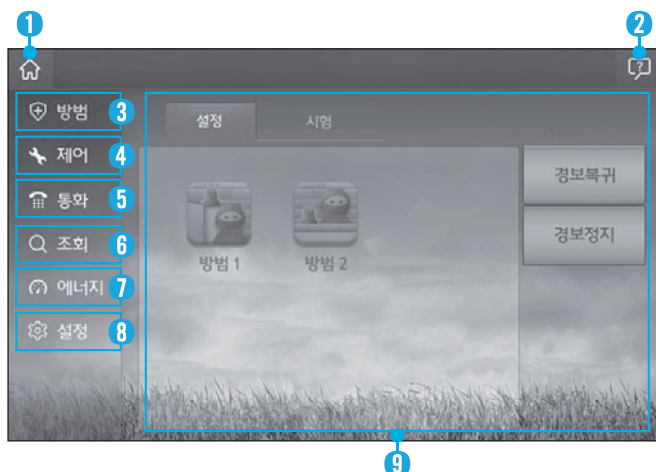 1
2
방범 3
제어 4
통화 5
조회 6
에너지 7
설정 8
설정 시험
방범 1 방범 2
경보복귀
경보정지
9